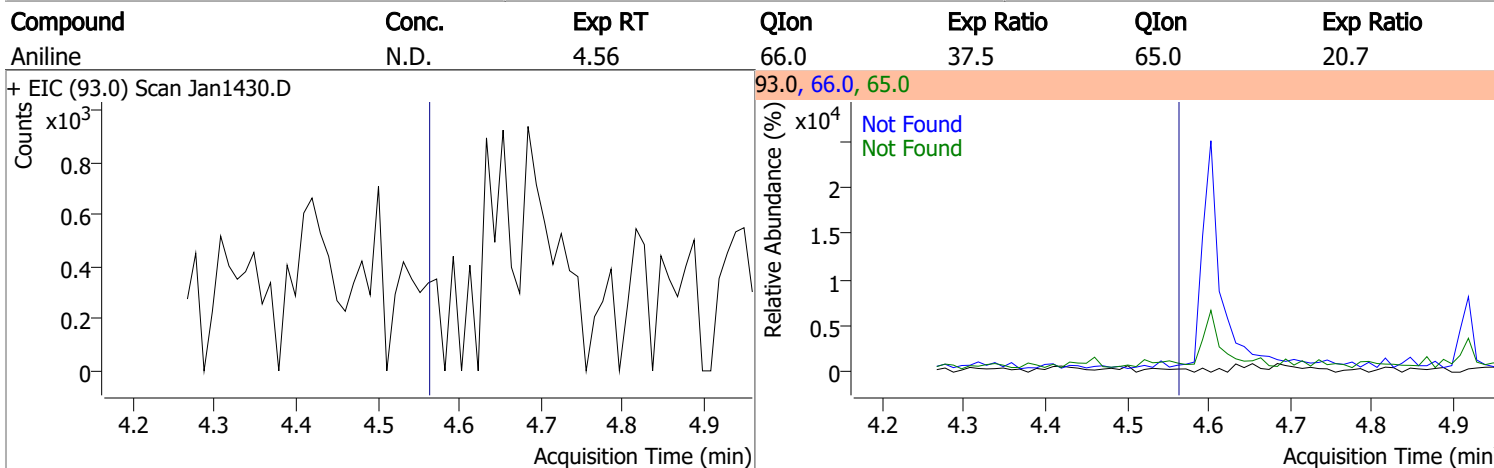 Compound Conc. Exp RT QIon Exp Ratio QIon Exp Ratio
Aniline N.D. 4.56 66.0 37.5 65.0 20.7
+ EIC (93.0) Scan Jan1430.D
Counts
x10³
0.8
0.6
0.4
0.2
0
4.2 4.3 4.4 4.5 4.6 4.7 4.8 4.9
Acquisition Time (min)
93.0, 66.0, 65.0
Relative Abundance (%)
x10⁴
Not Found
Not Found
2
1.5
1
0.5
0
4.2 4.3 4.4 4.5 4.6 4.7 4.8 4.9
Acquisition Time (min